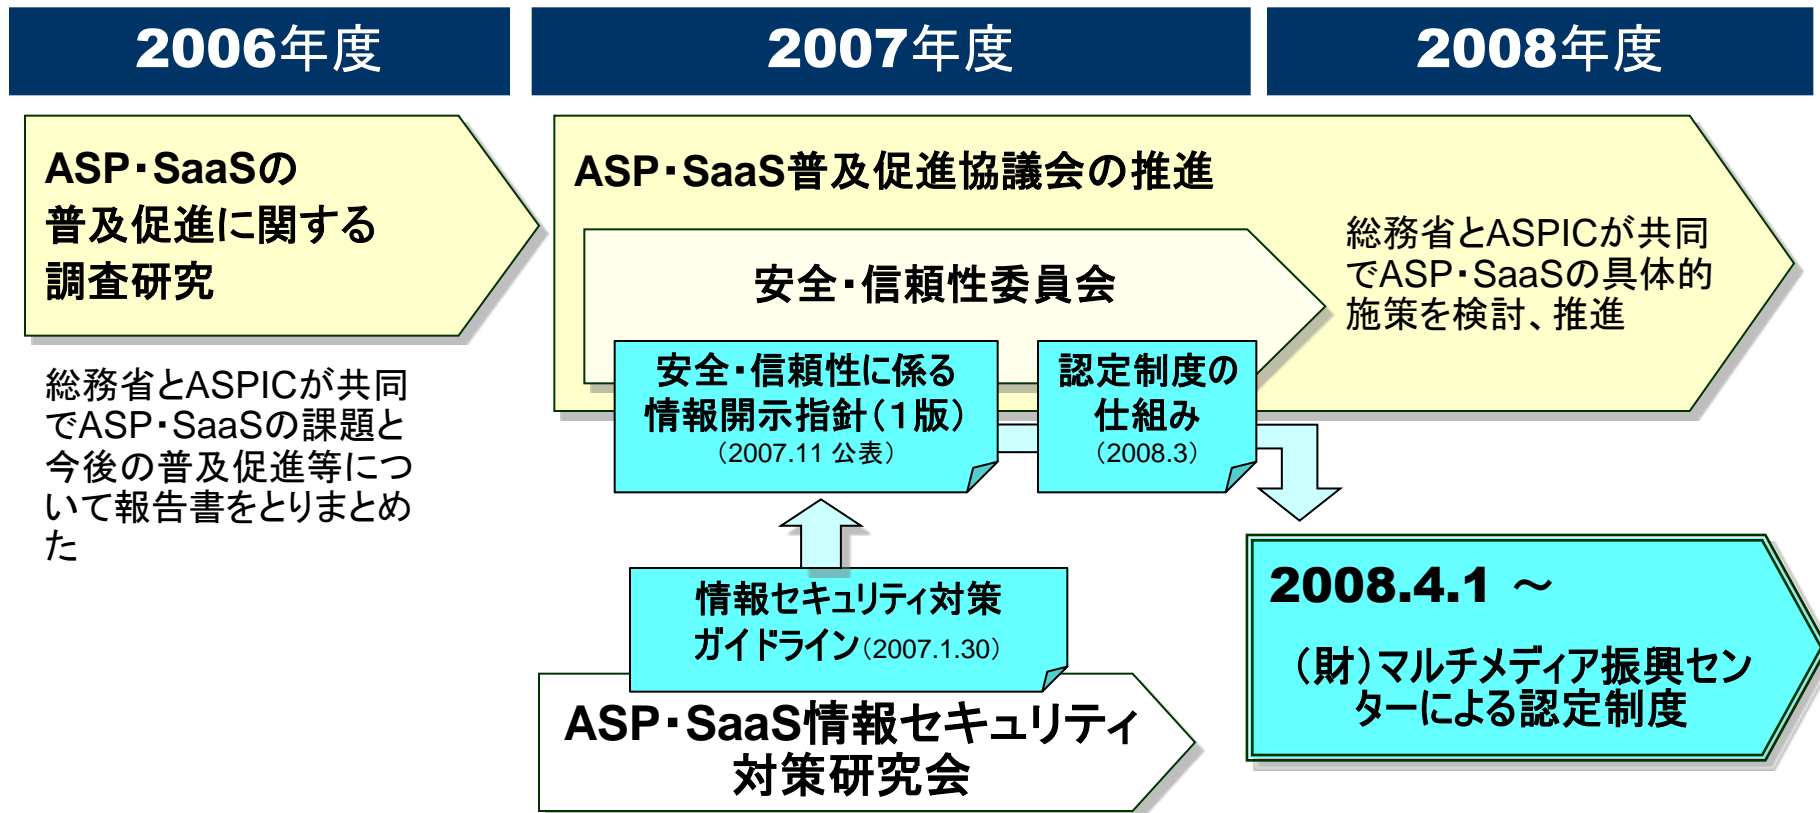 2006年度
2007年度
2008年度
ASP・SaaSの
普及促進に関する
調査研究
総務省とASPICが共同
でASP・SaaSの課題と
今後の普及促進等につ
いて報告書をとりまとめ
た
ASP・SaaS普及促進協議会の推進
安全・信頼性委員会
総務省とASPICが共同
でASP・SaaSの具体的
施策を検討、推進
安全・信頼性に係る
情報開示指針（１版）
（2007.11 公表）
認定制度の
仕組み
（2008.3）
情報セキュリティ対策
ガイドライン（2007.1.30）
ASP・SaaS情報セキュリティ
対策研究会
2008.4.1 ～
（財）マルチメディア振興セン
ターによる認定制度